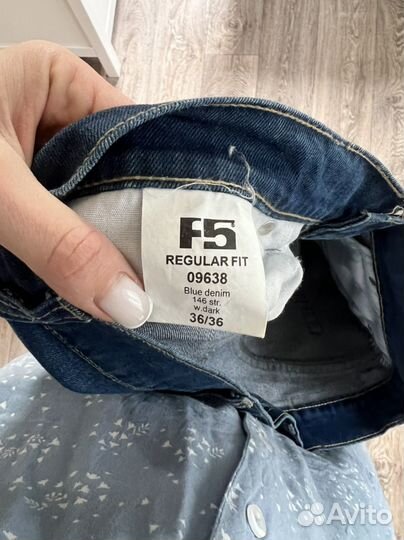 F5
REGULAR FIT
09638
Blue denim
146 str.
w.dark
36/36
Avito